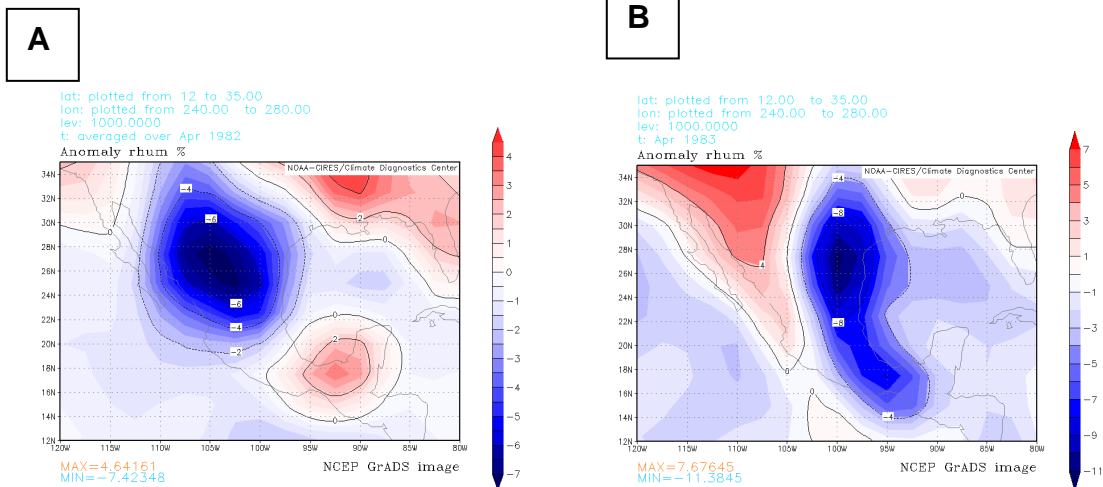 A
lat: plotted from 12 to 35.00
lon: plotted from 240.00 to 280.00
lev: 1000.0000
t: averaged over Apr 1982
Anomaly rhum %
NOAA-CIRES/Climate Diagnostics Center
34N
32N
30N
28N
26N
24N
22N
20N
18N
16N
14N
12N
120W 115W 110W 105W 100W 95W 90W 85W 80W
-4
-6
0
2
0
-6
-4
-2
0
2
0
4
3
2
1
0
-1
-2
-3
-4
-5
-6
-7
MAX=4.64161
MIN=-7.42348
NCEP GrADS image
B
lat: plotted from 12.00 to 35.00
lon: plotted from 240.00 to 280.00
lev: 1000.0000
t: Apr 1983
Anomaly rhum %
NOAA-CIRES/Climate Diagnostics Center
34N
32N
30N
28N
26N
24N
22N
20N
18N
16N
14N
12N
120W 115W 110W 105W 100W 95W 90W 85W 80W
-4
0
-8
4
-8
0
0
-4
7
5
3
1
-1
-3
-5
-7
-9
-11
MAX=7.67645
MIN=-11.3845
NCEP GrADS image